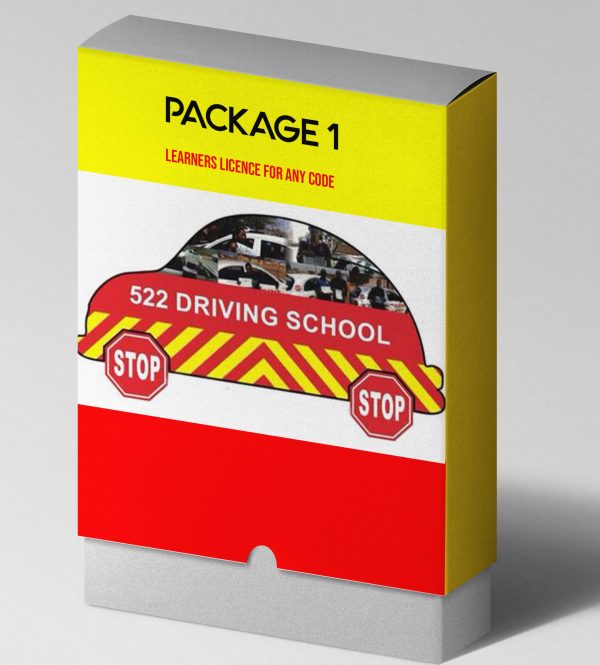 PACKAGE 1
LEARNERS LICENCE FOR ANY CODE
522 DRIVING SCHOOL
STOP
STOP